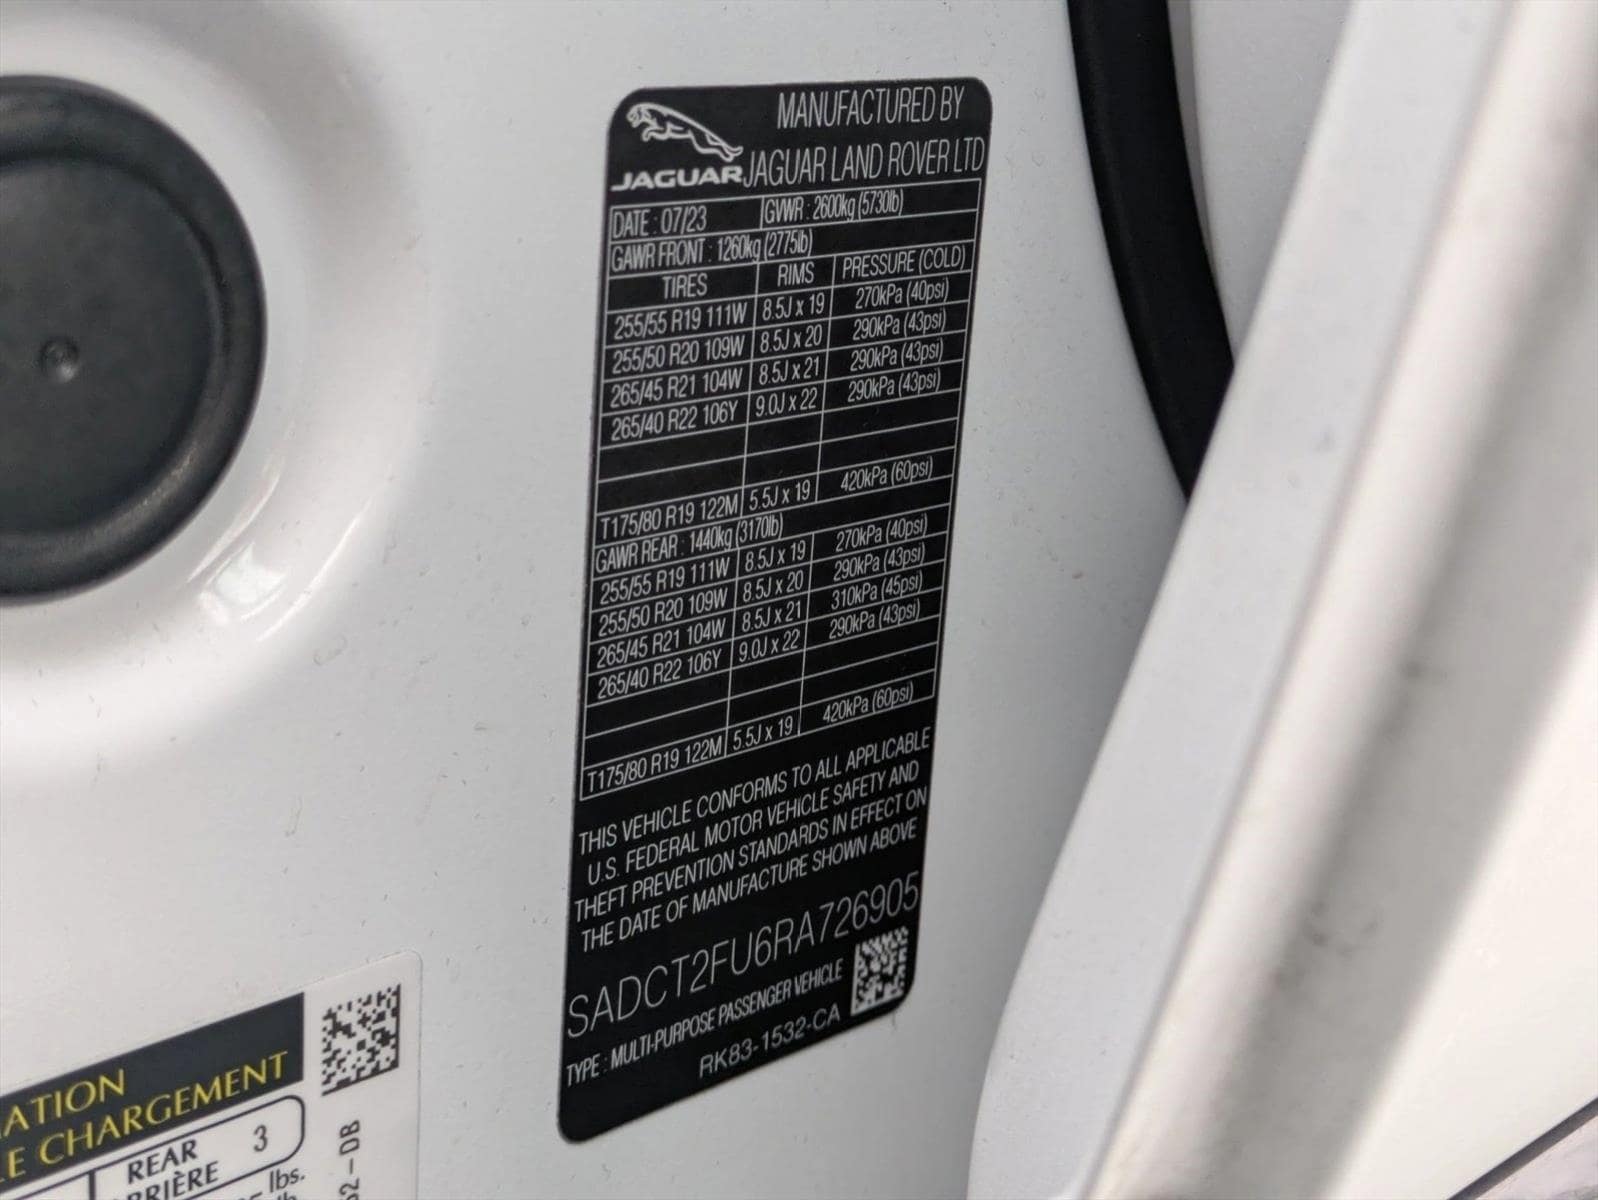 MANUFACTURED BY
JAGUAR JAGUAR LAND ROVER LTD
DATE : 07/23 GVWR : 2600kg (5730lb)
GAWR FRONT : 1260kg (2775lb)
TIRES RIMS PRESSURE (COLD)
255/55 R19 111W 8.5J x 19 270kPa (40psi)
255/50 R20 109W 8.5J x 20 290kPa (43psi)
265/45 R21 104W 8.5J x 21 290kPa (43psi)
265/40 R22 106Y 9.0J x 22 290kPa (43psi)
T175/80 R19 122M 5.5J x 19 420kPa (60psi)
GAWR REAR : 1440kg (3170lb)
255/55 R19 111W 8.5J x 19 270kPa (40psi)
255/50 R20 109W 8.5J x 20 290kPa (43psi)
265/45 R21 104W 8.5J x 21 310kPa (45psi)
265/40 R22 106Y 9.0J x 22 290kPa (43psi)
T175/80 R19 122M 5.5J x 19 420kPa (60psi)
THIS VEHICLE CONFORMS TO ALL APPLICABLE
U.S. FEDERAL MOTOR VEHICLE SAFETY AND
THEFT PREVENTION STANDARDS IN EFFECT ON
THE DATE OF MANUFACTURE SHOWN ABOVE
SADCT2FU6RA726905
TYPE : MULTI-PURPOSE PASSENGER VEHICLE
RK83-1532-CA
ATION
E CHARGEMENT
REAR 3
RRIÈRE
lbs.
52-DB